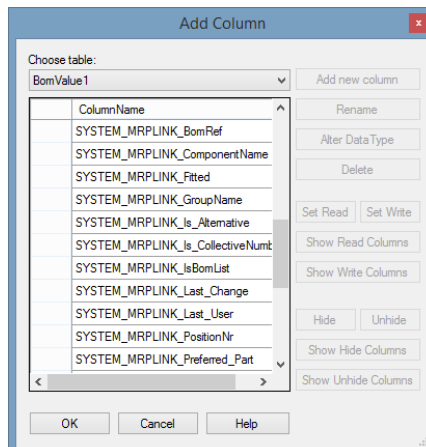 Add Column
x
Choose table:
BomValue1
ColumnName
SYSTEM_MRPLINK_BomRef
SYSTEM_MRPLINK_ComponentName
SYSTEM_MRPLINK_Fitted
SYSTEM_MRPLINK_GroupName
SYSTEM_MRPLINK_Is_Alternative
SYSTEM_MRPLINK_Is_CollectiveNumb
SYSTEM_MRPLINK_IsBomList
SYSTEM_MRPLINK_Last_Change
SYSTEM_MRPLINK_Last_User
SYSTEM_MRPLINK_PositionNr
SYSTEM_MRPLINK_Preferred_Part
Add new column
Rename
Alter DataType
Delete
Set Read Set Write
Show Read Columns
Show Write Columns
Hide Unhide
Show Hide Columns
Show Unhide Columns
OK Cancel Help